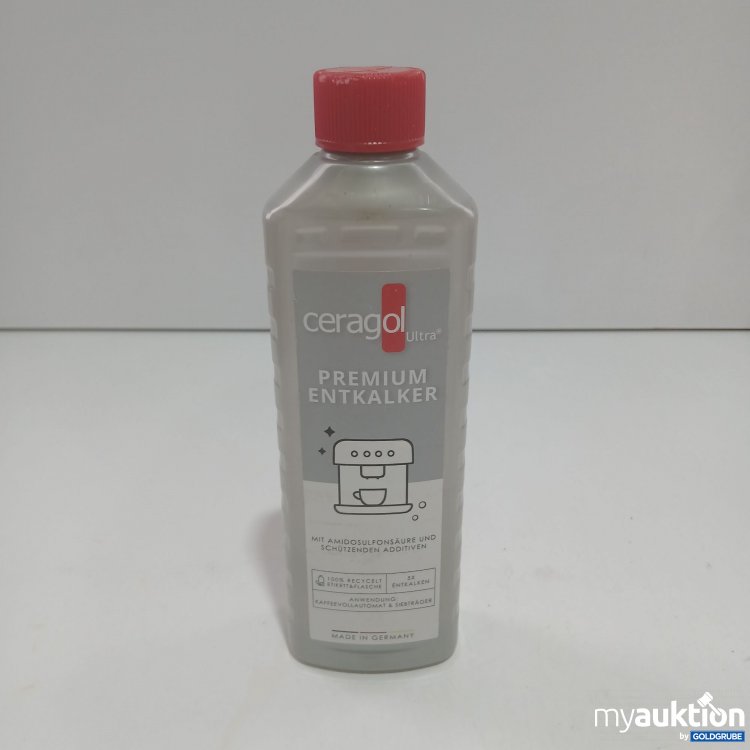 ceragol
Ultra®
PREMIUM
ENTKALKER
MIT AMIDOSULFONSÄURE UND
SCHÜTZENDEN ADDITIVEN
100% RECYCELT
5X
ENTKALKEN
ANWENDUNG:
KAFFEEVOLLAUTOMAT & SIEBTRÄGER
MADE IN GERMANY
myauktion
by GOLDGRUBE